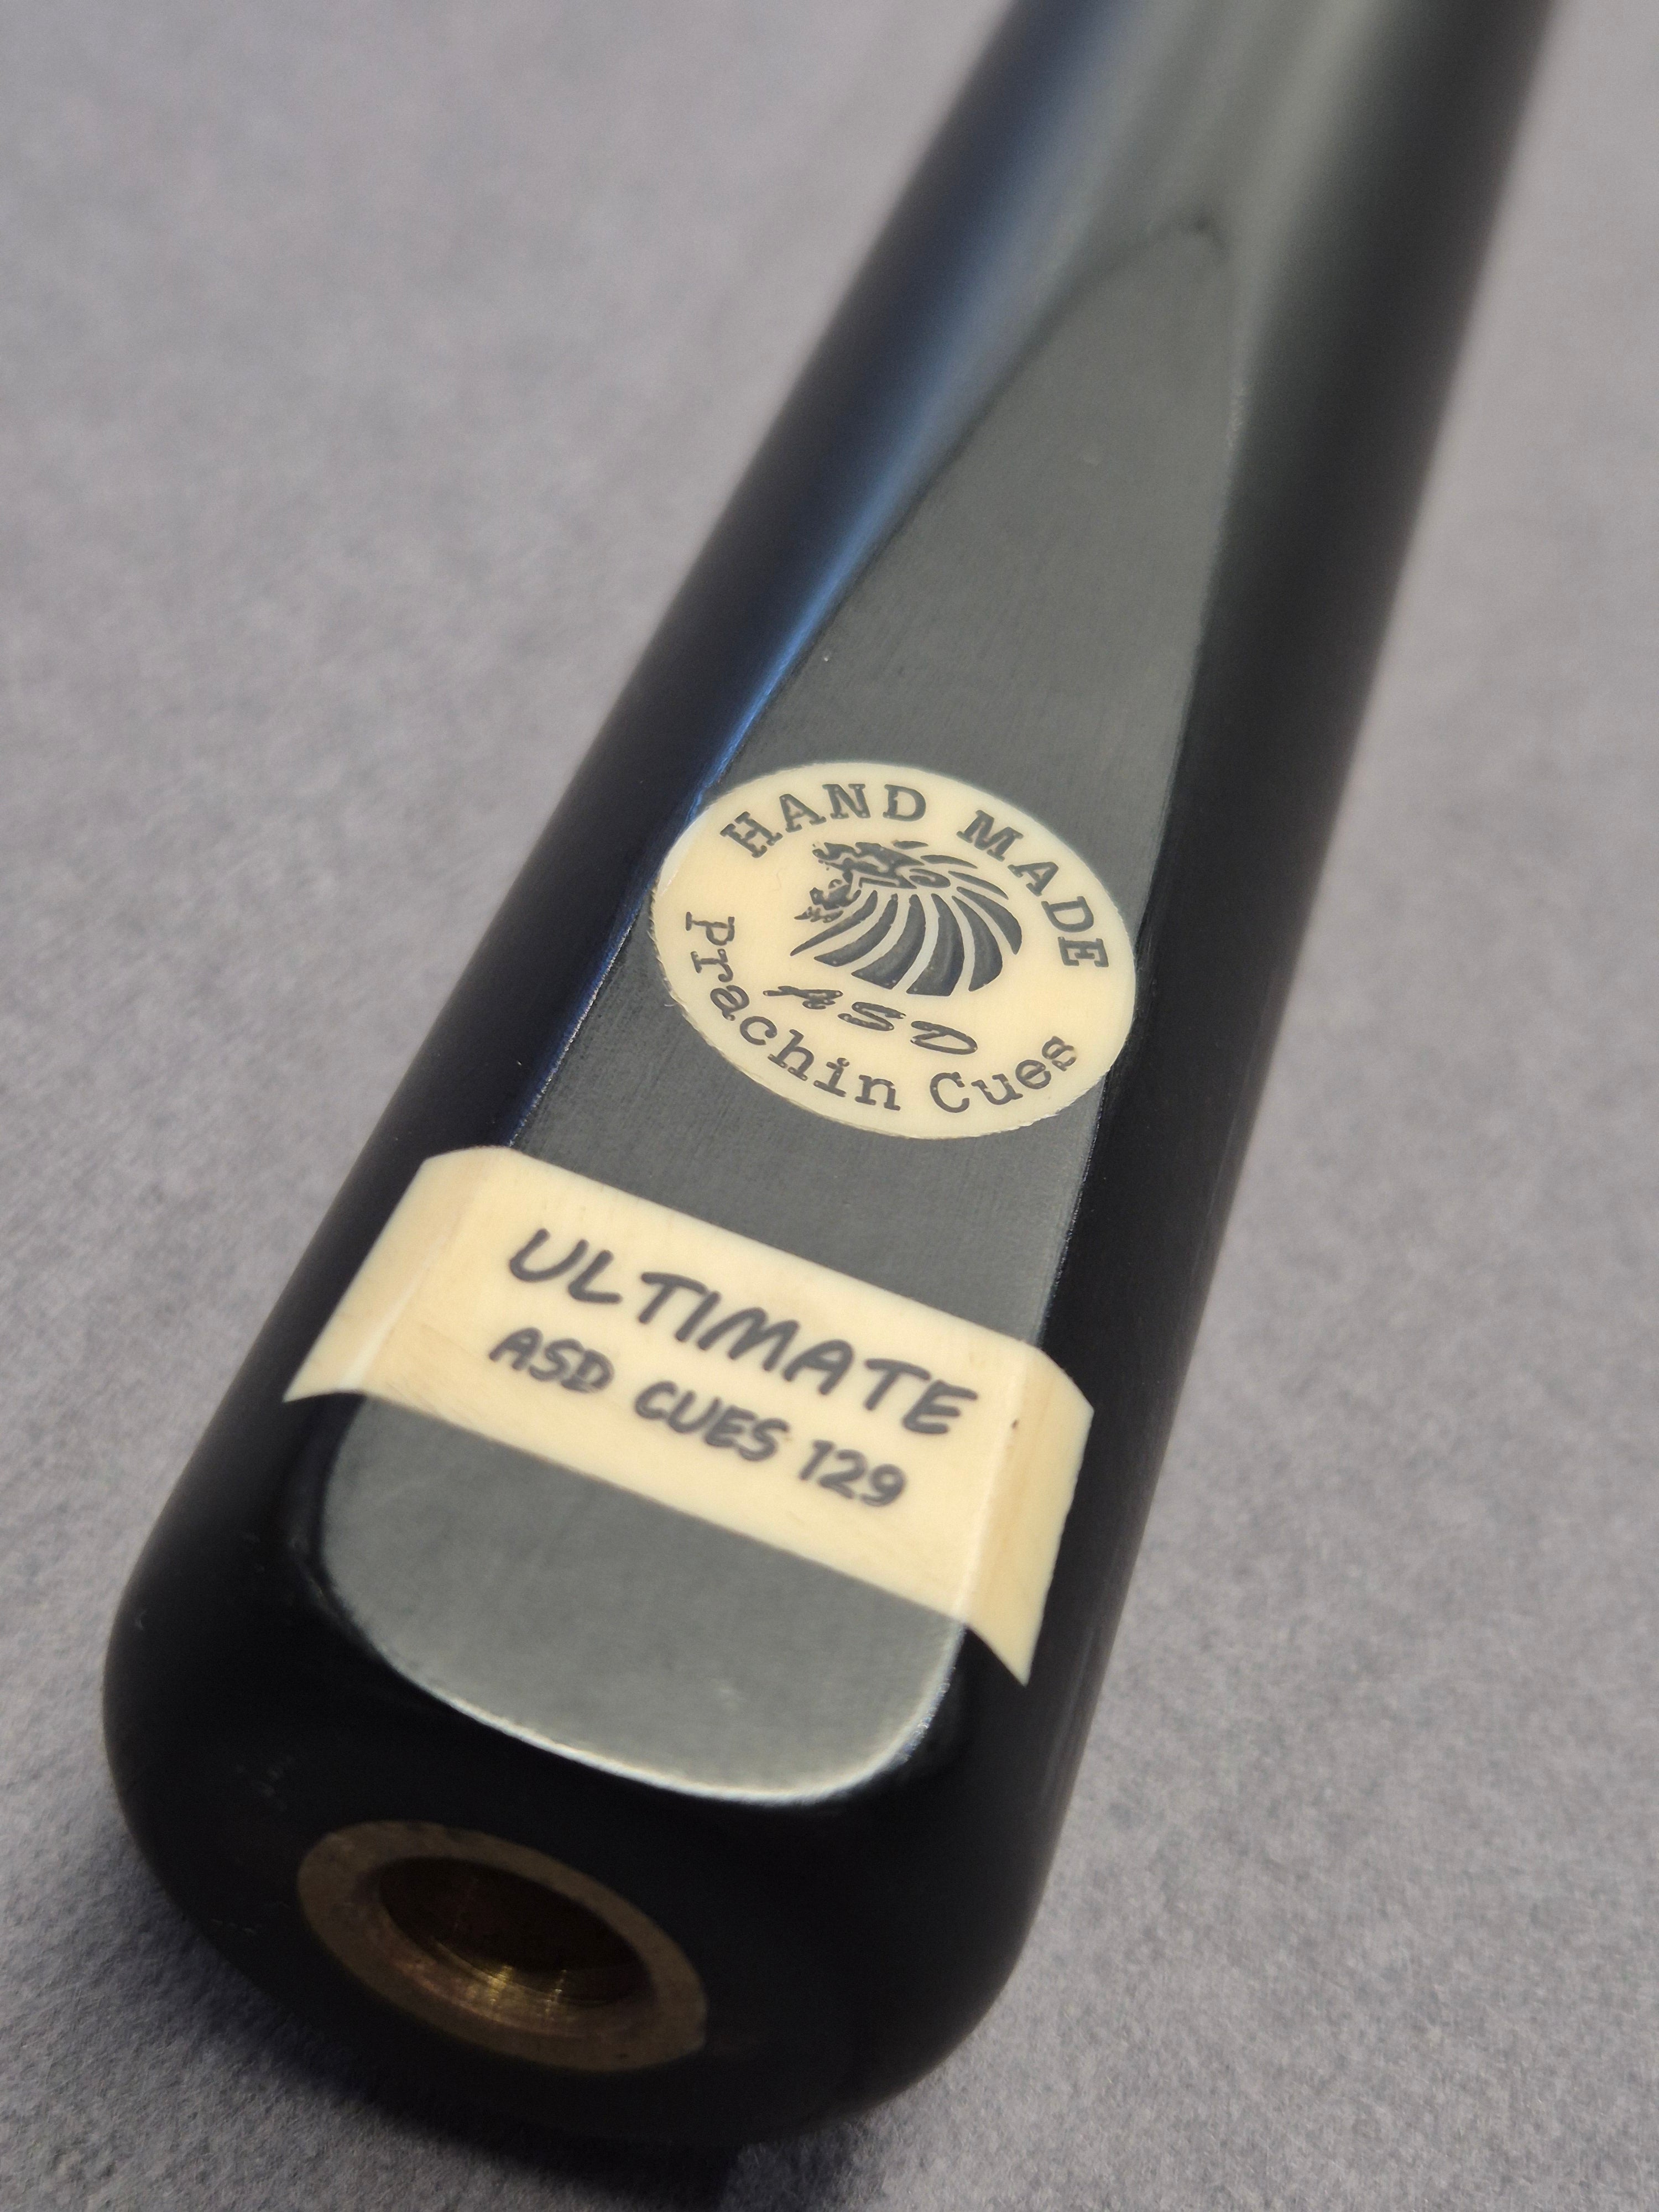 HAND MADE
ASD
Prachin Cues
ULTIMATE
ASD CUES 129